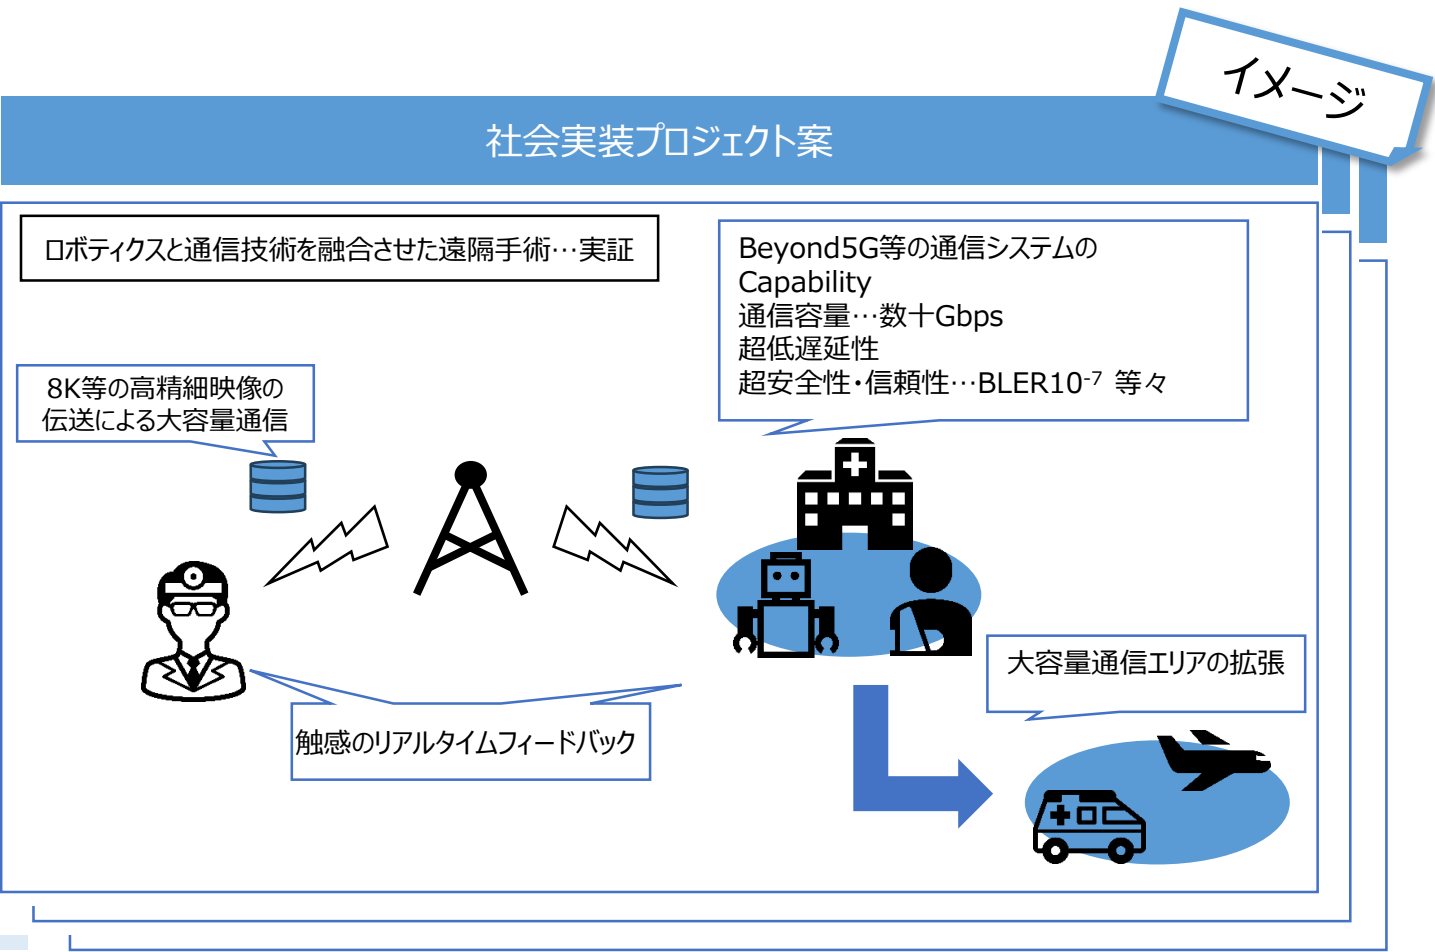 イメージ
社会実装プロジェクト案
ロボティクスと通信技術を融合させた遠隔手術…実証
Beyond5G等の通信システムの
Capability
通信容量…数十Gbps
超低遅延性
超安全性・信頼性…BLER10⁻⁷ 等々
8K等の高精細映像の
伝送による大容量通信
大容量通信エリアの拡張
触感のリアルタイムフィードバック